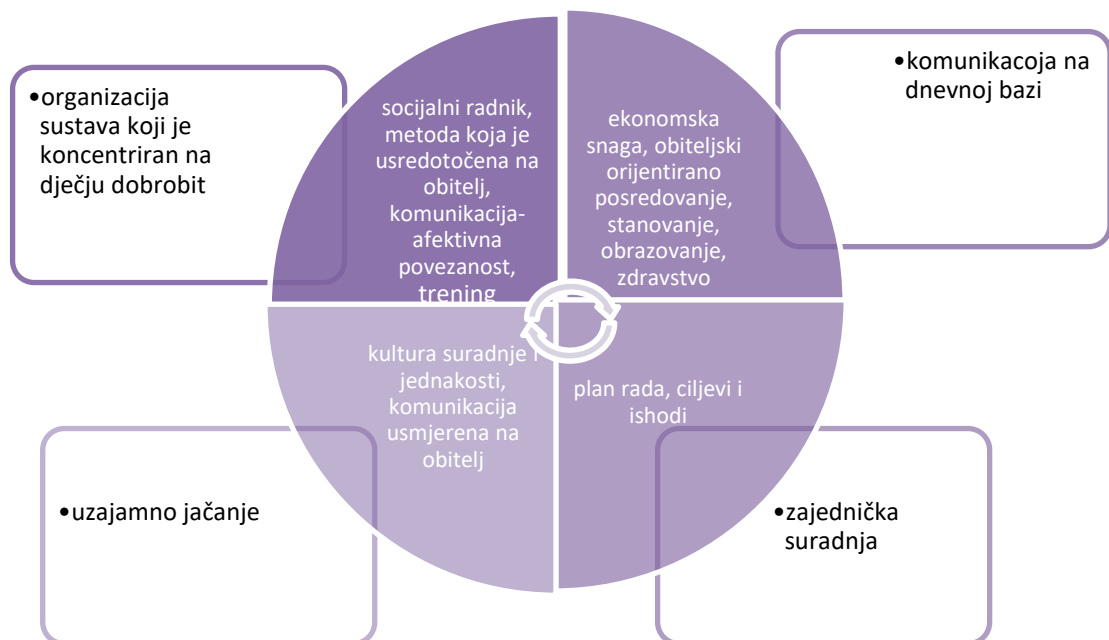 •organizacija
sustava koji je
koncentriran na
dječju dobrobit
socijalni radnik,
metoda koja je
usredotočena na
obitelj,
komunikacija-
afektivna
povezanost,
trening
ekonomska
snaga, obiteljski
orijentirano
posredovanje,
stanovanje,
obrazovanje,
zdravstvo
•komunikacoja na
dnevnoj bazi
•uzajamno jačanje
kultura suradnje i
jednakosti,
komunikacija
usmjerena na
obitelj
plan rada, ciljevi i
ishodi
•zajednička
suradnja